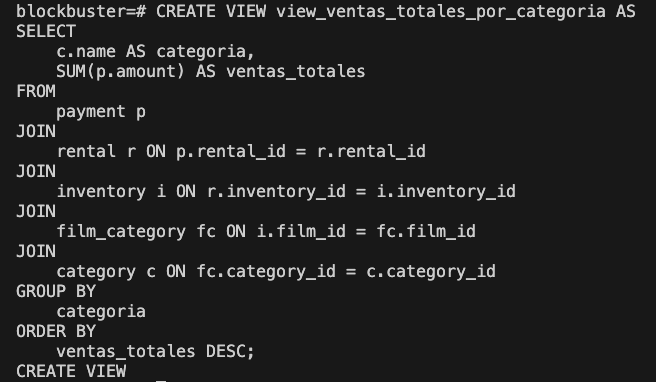 blockbuster=# CREATE VIEW view_ventas_totales_por_categoria AS
SELECT
    c.name AS categoria,
    SUM(p.amount) AS ventas_totales
FROM
    payment p
JOIN
    rental r ON p.rental_id = r.rental_id
JOIN
    inventory i ON r.inventory_id = i.inventory_id
JOIN
    film_category fc ON i.film_id = fc.film_id
JOIN
    category c ON fc.category_id = c.category_id
GROUP BY
    categoria
ORDER BY
    ventas_totales DESC;
CREATE VIEW